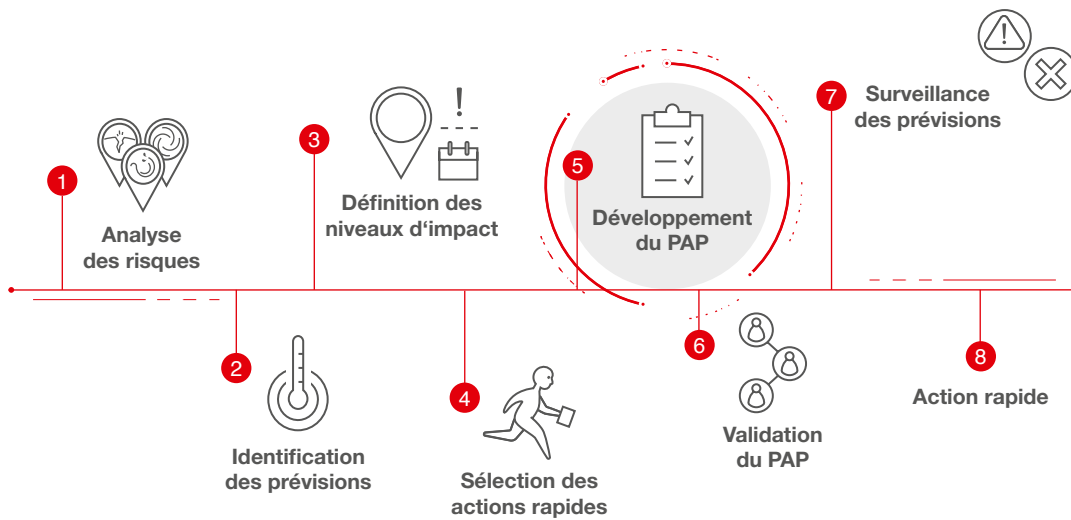 1
Analyse
des risques
2
Identification
des prévisions
3
Définition des
niveaux d‘impact
4
Sélection des
actions rapides
5
Développement
du PAP
6
Validation
du PAP
7
Surveillance
des prévisions
8
Action rapide